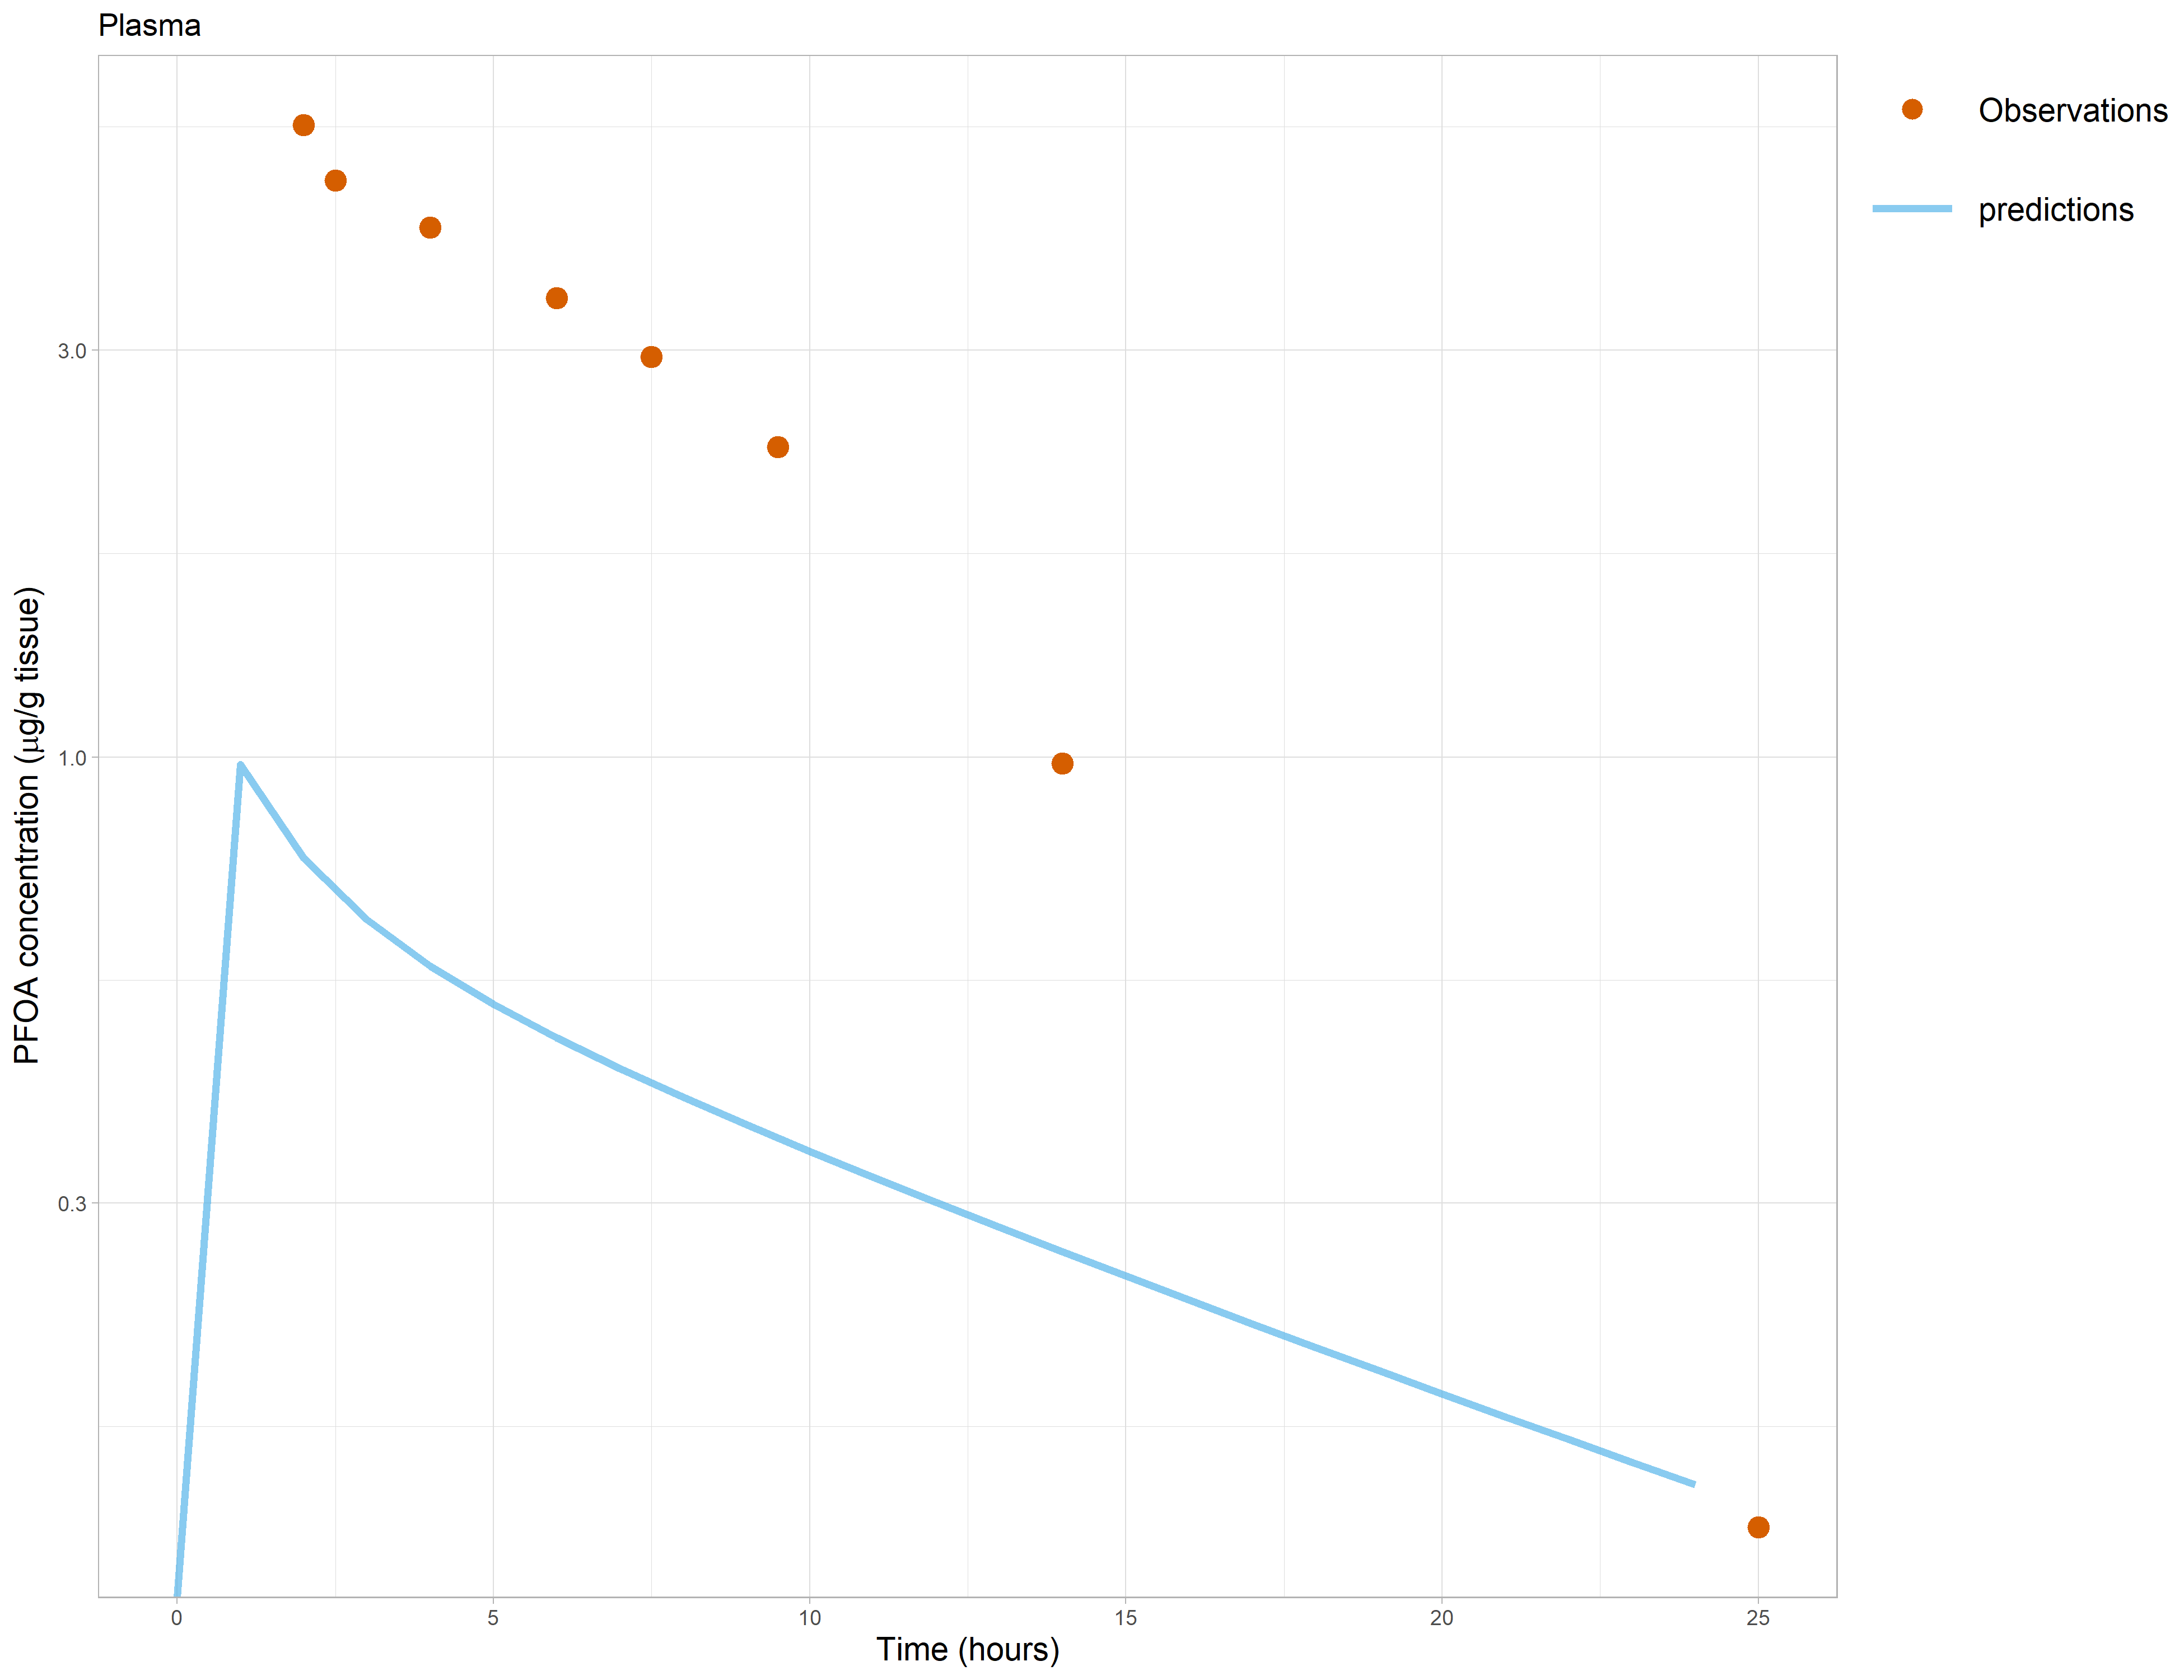 Plasma
Observations
predictions
PFOA concentration (μg/g tissue)
3.0
1.0
0.3
0 5 10 15 20 25
Time (hours)